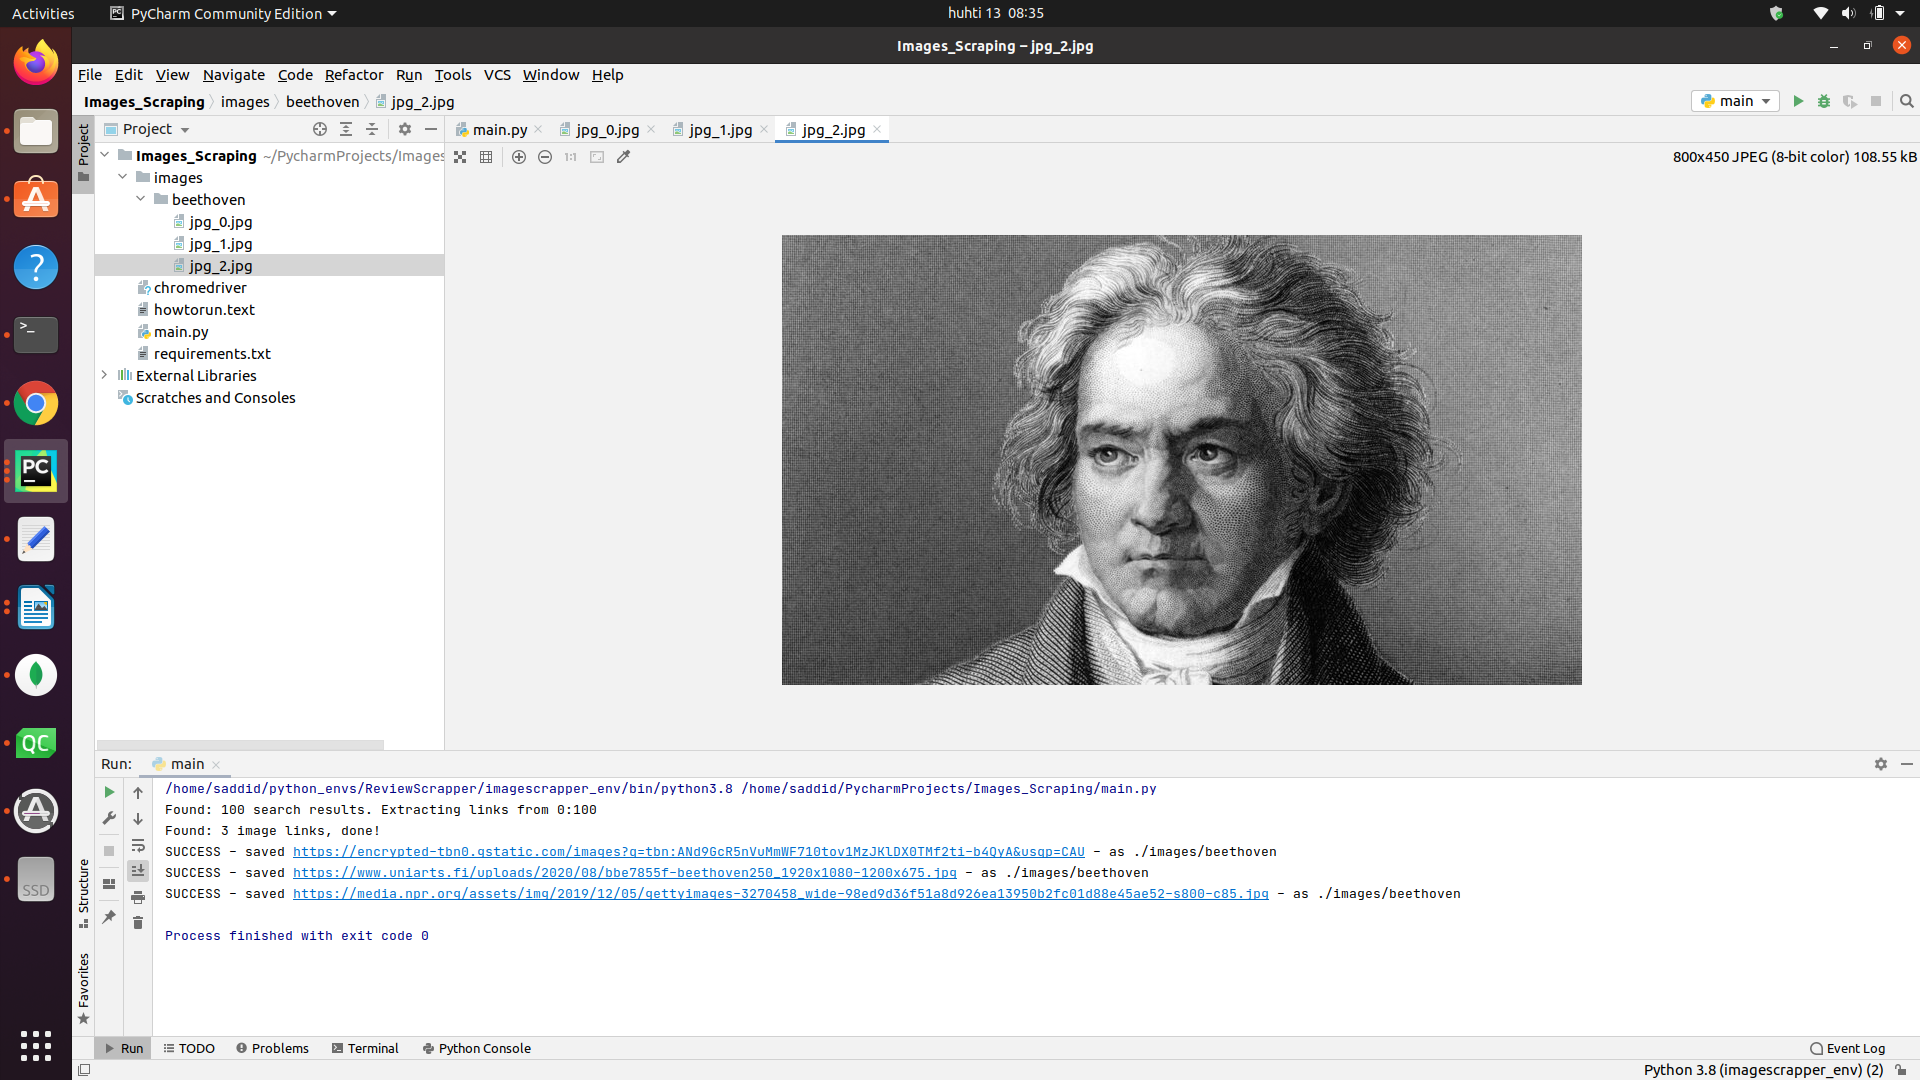 Activities PyCharm Community Edition huhti 13 08:35
Images_Scraping – jpg_2.jpg
File Edit View Navigate Code Refactor Run Tools VCS Window Help
Images_Scraping images beethoven jpg_2.jpg main
Project main.py jpg_0.jpg jpg_1.jpg jpg_2.jpg
Project
1:1 800x450 JPEG (8-bit color) 108.55 kB
Images_Scraping ~/PycharmProjects/Images
images
beethoven
jpg_0.jpg
jpg_1.jpg
jpg_2.jpg
chromedriver
howtorun.text
main.py
requirements.txt
External Libraries
Scratches and Consoles
>_
PC
QC
SSD
Run: main
/home/saddid/python_envs/ReviewScrapper/imagescrapper_env/bin/python3.8 /home/saddid/PycharmProjects/Images_Scraping/main.py
Found: 100 search results. Extracting links from 0:100
Found: 3 image links, done!
SUCCESS - saved https://encrypted-tbn0.gstatic.com/images?q=tbn:ANd9GcR5nVuMmWF710tov1MzJKlDX0TMf2ti-b4QyA&usqp=CAU - as ./images/beethoven
SUCCESS - saved https://www.uniarts.fi/uploads/2020/08/bbe7855f-beethoven250_1920x1080-1200x675.jpg - as ./images/beethoven
SUCCESS - saved https://media.npr.org/assets/img/2019/12/05/gettyimages-3270458_wide-98ed9d36f51a8d926ea13950b2fc01d88e45ae52-s800-c85.jpg - as ./images/beethoven
Process finished with exit code 0
Structure
Favorites
Run TODO Problems Terminal Python Console Event Log
Python 3.8 (imagescrapper_env) (2)